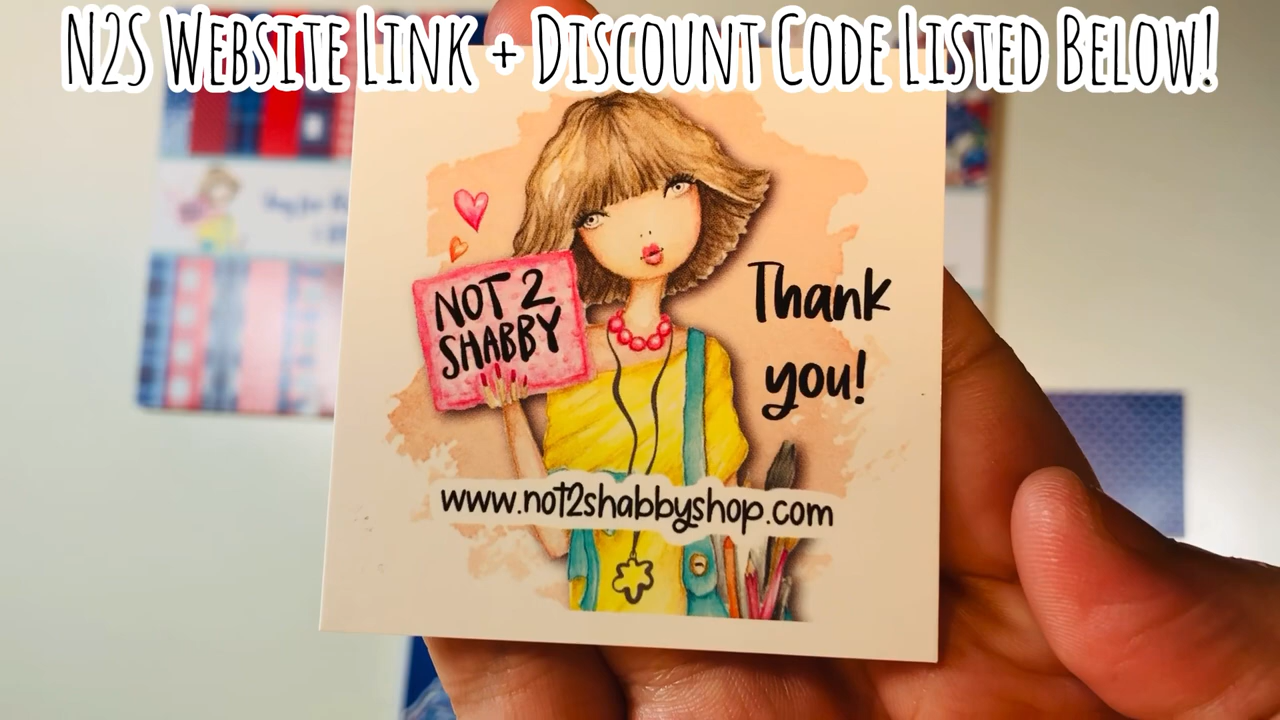 N2S Website Link + Discount Code Listed Below!
NOT 2
SHABBY
Thank
you!
www.not2shabbyshop.com